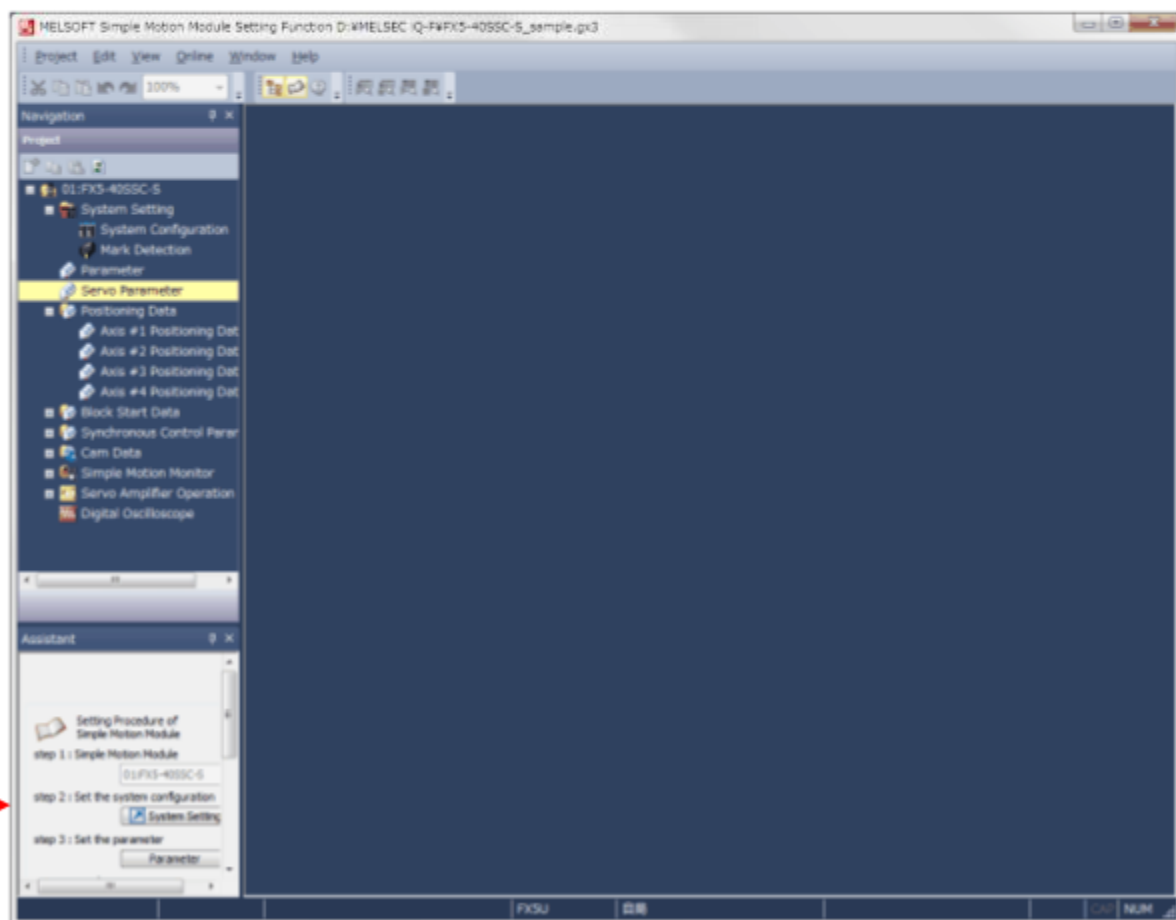 MELSOFT Simple Motion Module Setting Function D:¥MELSEC iQ-F¥FX5-40SSC-S_sample.gx3
Project Edit View Online Window Help
100%
Navigation
Project
01:FX5-40SSC-S
System Setting
System Configuration
Mark Detection
Parameter
Servo Parameter
Positioning Data
Axis #1 Positioning Dat
Axis #2 Positioning Dat
Axis #3 Positioning Dat
Axis #4 Positioning Dat
Block Start Data
Synchronous Control Parar
Cam Data
Simple Motion Monitor
Servo Amplifier Operation
Digital Oscilloscope
Assistant
Setting Procedure of
Simple Motion Module
step 1 : Simple Motion Module
01:FX5-40SSC-S
step 2 : Set the system configuration
System Setting
step 3 : Set the parameter
Parameter
FX5U 自局 CAP NUM